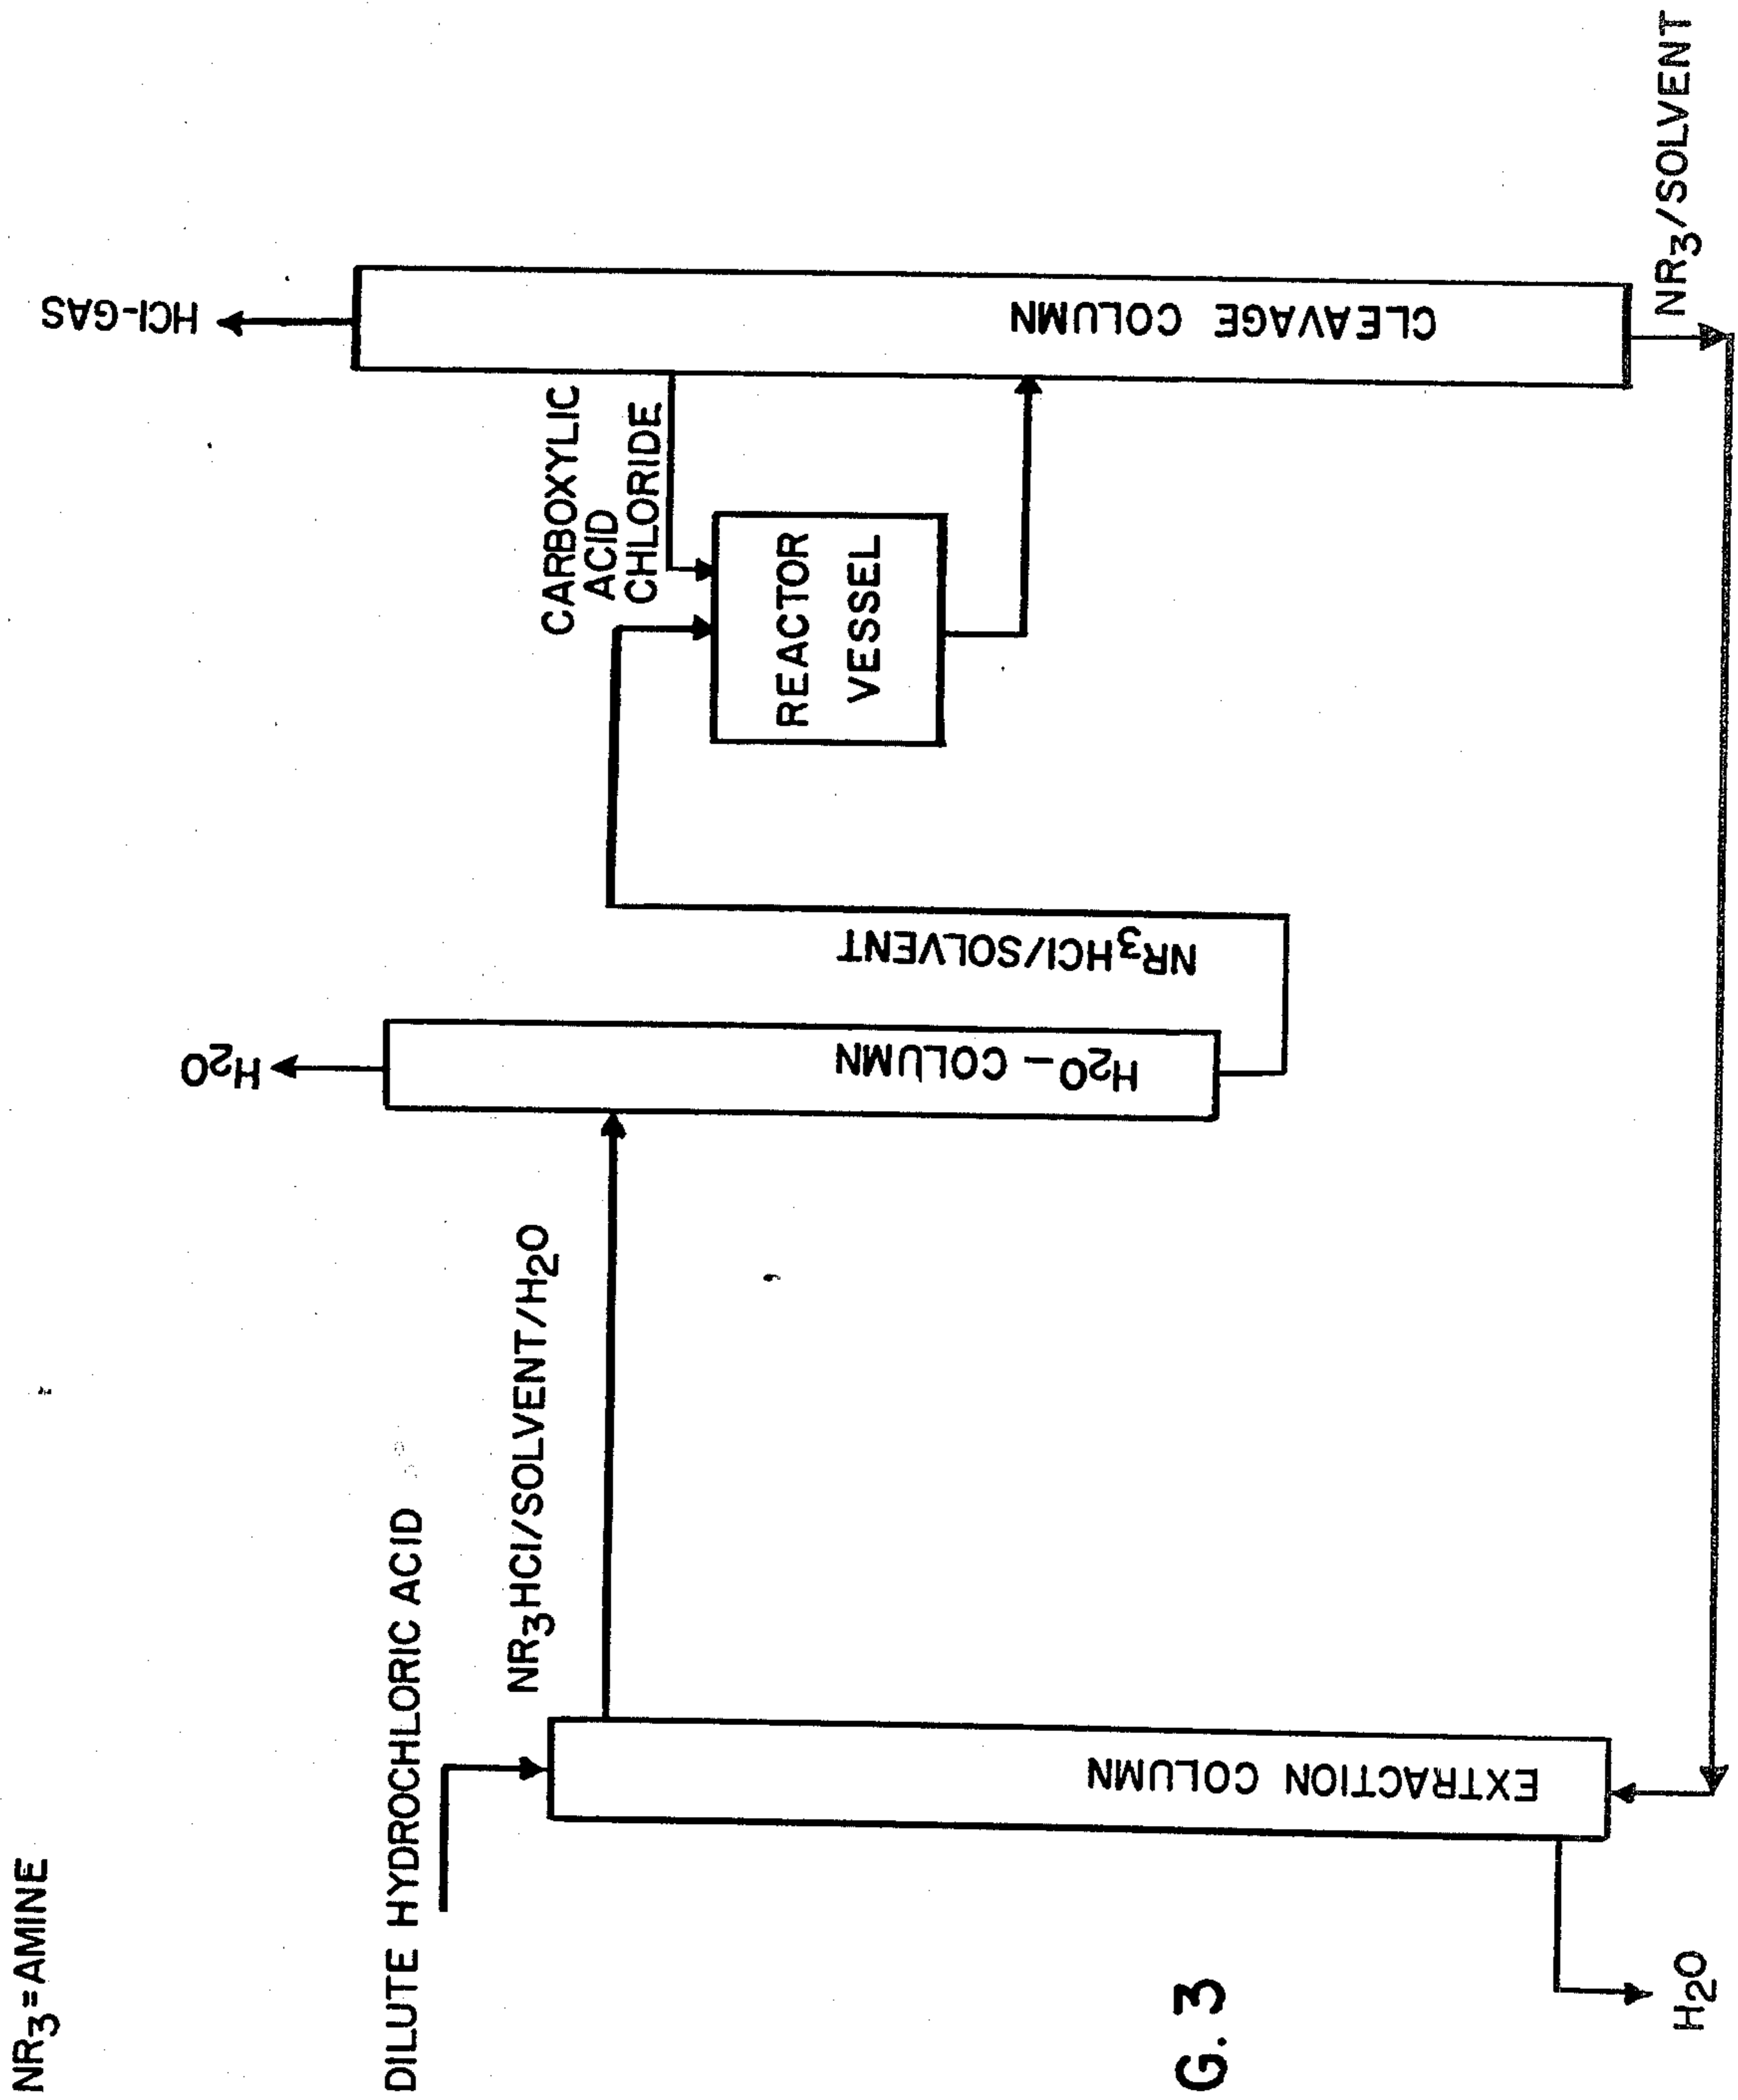 NR3=AMINE
DILUTE HYDROCHLORIC ACID
NR3HCl/SOLVENT/H2O
EXTRACTION COLUMN
H2O
H2O
H2O- COLUMN
NR3HCl/SOLVENT
CARBOXYLIC
ACID
CHLORIDE
REACTOR
VESSEL
HCl-GAS
CLEAVAGE COLUMN
NR3/SOLVENT
G. 3